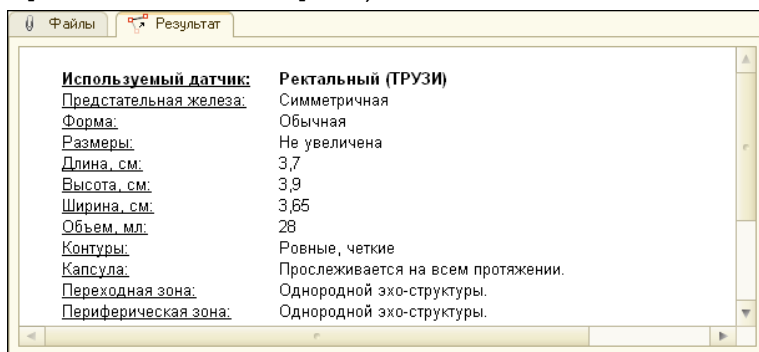 Файлы Результат
Используемый датчик: Ректальный (ТРУЗИ)
Предстательная железа: Симметричная
Форма: Обычная
Размеры: Не увеличена
Длина, см: 3,7
Высота, см: 3,9
Ширина, см: 3,65
Объем, мл: 28
Контуры: Ровные, четкие
Капсула: Прослеживается на всем протяжении.
Переходная зона: Однородной эхо-структуры.
Периферическая зона: Однородной эхо-структуры.